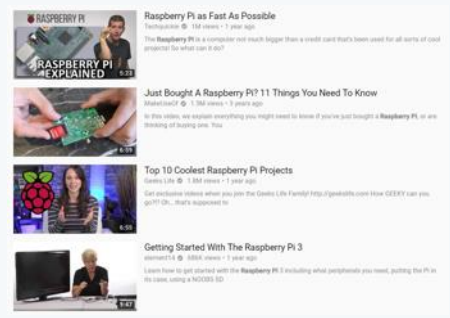 RASPBERRY PI
RASPBERRY PI
EXPLAINED
5:33
Raspberry Pi as Fast As Possible
Techquickie 1M views • 1 year ago
The Raspberry Pi is a computer not much bigger than a credit card that's been used for all sorts of cool
projects! So what can it do?
6:59
Just Bought A Raspberry Pi? 11 Things You Need To Know
MakeUseOf 1.3M views • 3 years ago
In this video, we explain everything you might need to know if you've just bought a Raspberry Pi, or are
thinking of buying one. You
6:55
Top 10 Coolest Raspberry Pi Projects
Geeks Life 1.8M views • 1 year ago
Get exclusive videos when you join the Geeks Life Family! http://geekslife.com How GEEKY can you
go?!? Oh... that's supposed to
9:47
Getting Started With The Raspberry Pi 3
element14 686K views • 1 year ago
Learn how to get started with the Raspberry Pi 3 including what peripherals you need, putting the Pi in
its case, using a NOOBS SD